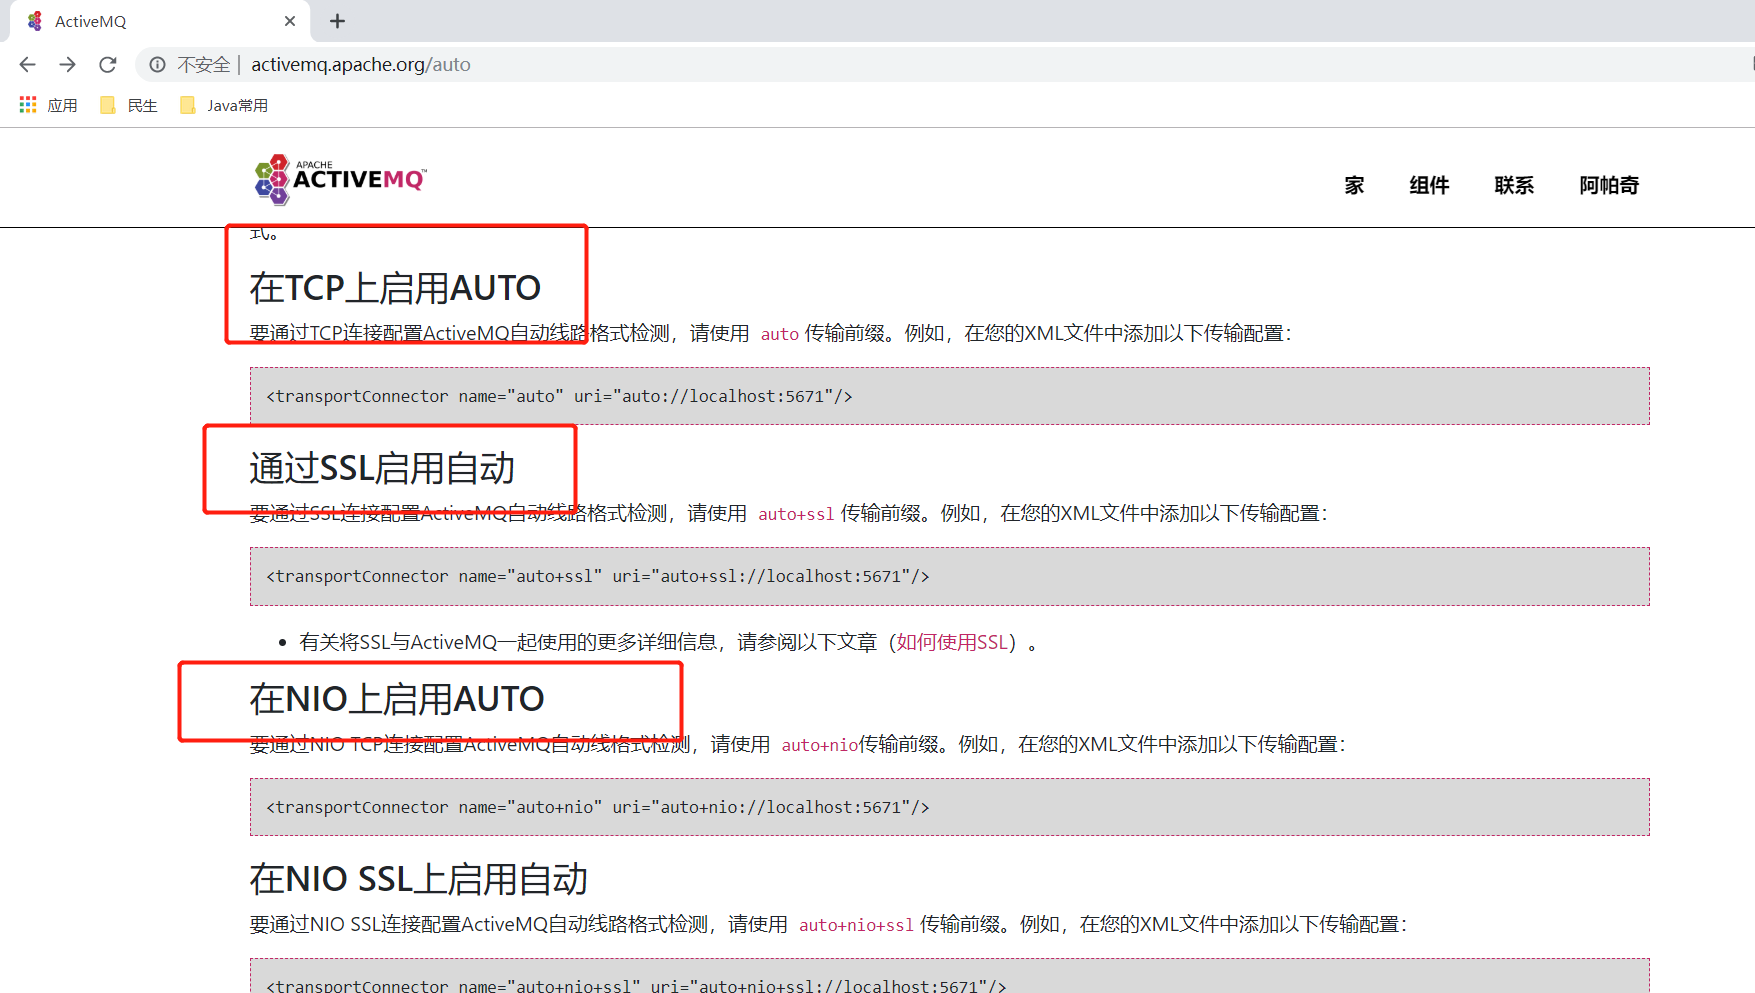 ActiveMQ
不安全 | activemq.apache.org/auto
应用 民生 Java常用
APACHE
ACTIVEMQ™
家 组件 联系 阿帕奇
式。
在TCP上启用AUTO
要通过TCP连接配置ActiveMQ自动线路格式检测，请使用 auto 传输前缀。例如，在您的XML文件中添加以下传输配置：
<transportConnector name="auto" uri="auto://localhost:5671"/>
通过SSL启用自动
要通过SSL连接配置ActiveMQ自动线路格式检测，请使用 auto+ssl 传输前缀。例如，在您的XML文件中添加以下传输配置：
<transportConnector name="auto+ssl" uri="auto+ssl://localhost:5671"/>
• 有关将SSL与ActiveMQ一起使用的更多详细信息，请参阅以下文章（如何使用SSL）。
在NIO上启用AUTO
要通过NIO TCP连接配置ActiveMQ自动线格式检测，请使用 auto+nio传输前缀。例如，在您的XML文件中添加以下传输配置：
<transportConnector name="auto+nio" uri="auto+nio://localhost:5671"/>
在NIO SSL上启用自动
要通过NIO SSL连接配置ActiveMQ自动线路格式检测，请使用 auto+nio+ssl 传输前缀。例如，在您的XML文件中添加以下传输配置：
<transportConnector name="auto+nio+ssl" uri="auto+nio+ssl://localhost:5671"/>